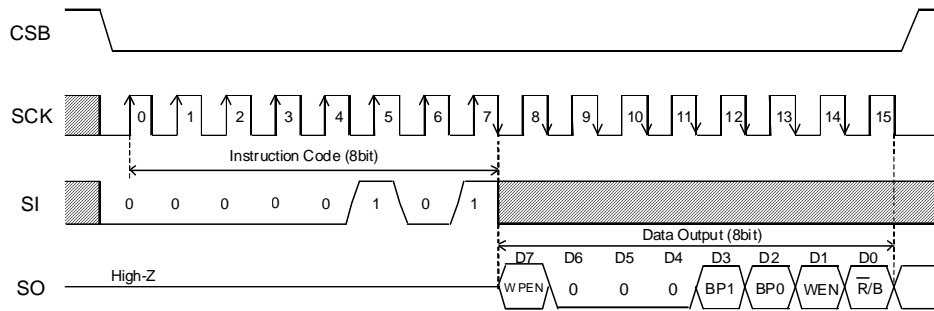 CSB
SCK 0 1 2 3 4 5 6 7 8 9 10 11 12 13 14 15
Instruction Code (8bit)
SI 0 0 0 0 0 1 0 1
Data Output (8bit)
D7 D6 D5 D4 D3 D2 D1 D0
High-Z
SO WPEN 0 0 0 BP1 BP0 WEN R̅/B